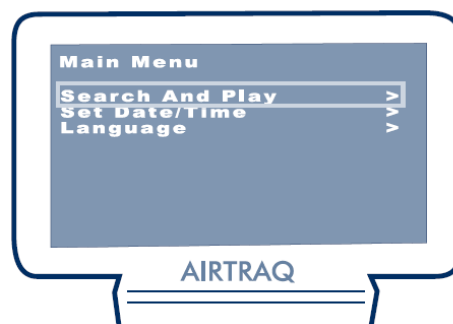 Main Menu
Search And Play >
Set Date/Time >
Language >
AIRTRAQ